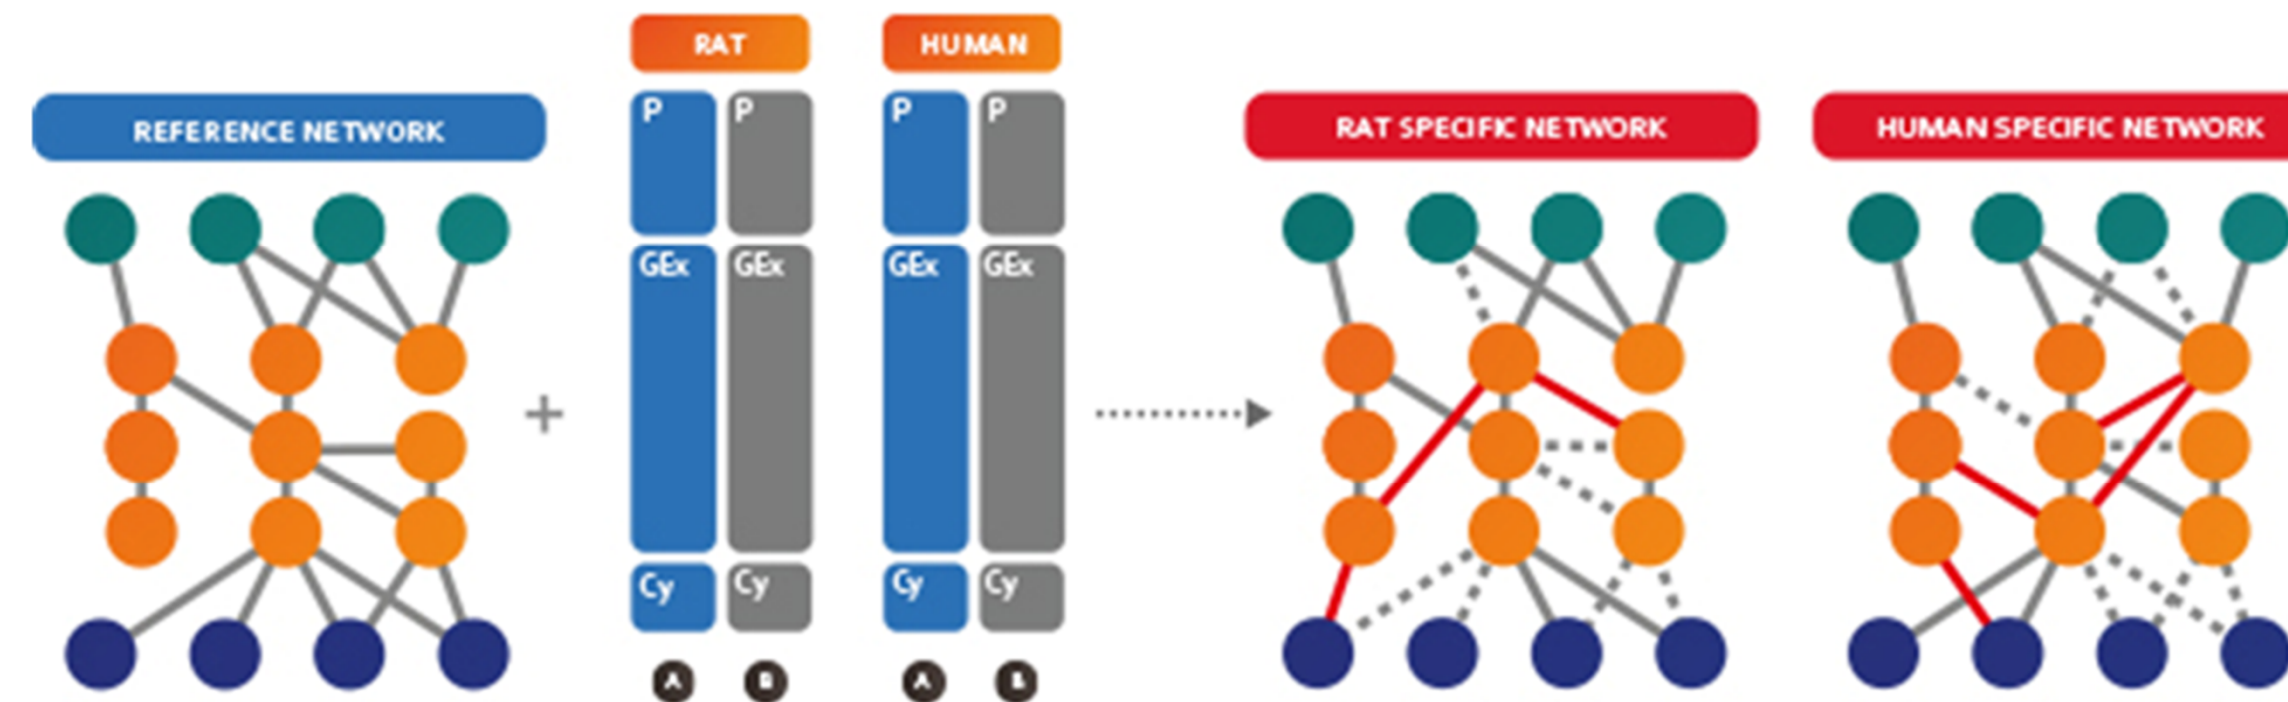 RAT
HUMAN
REFERENCE NETWORK
P P P P
RAT SPECIFIC NETWORK
HUMAN SPECIFIC NETWORK
GEx GEx GEx GEx
+
Cy Cy Cy Cy
A B A B